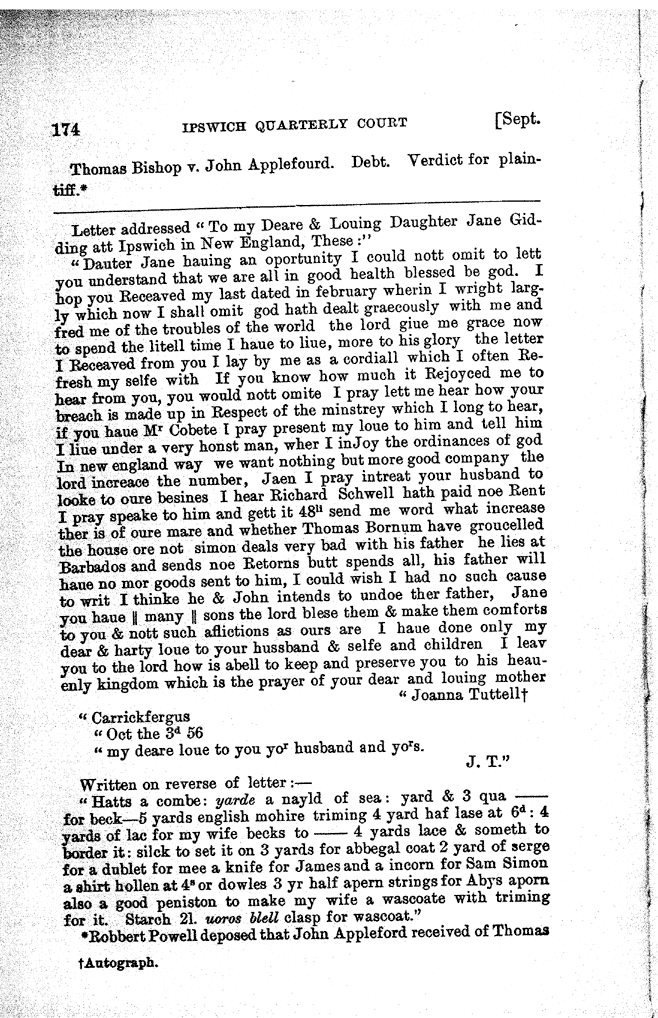 174 IPSWICH QUARTERLY COURT [Sept.
Thomas Bishop v. John Applefourd. Debt. Verdict for plain-
tiff.*
Letter addressed “ To my Deare & Louing Daughter Jane Gid-
ding att Ipswich in New England, These :”
“ Dauter Jane hauing an oportunity I could nott omit to lett
you understand that we are all in good health blessed be god. I
hop you Receaved my last dated in february wherin I wright larg-
ly which now I shall omit god hath dealt graecously with me and
fred me of the troubles of the world the lord giue me grace now
to spend the litell time I haue to liue, more to his glory the letter
I Receaved from you I lay by me as a cordiall which I often Re-
fresh my selfe with If you know how much it Rejoyced me to
hear from you, you would nott omite I pray lett me hear how your
breach is made up in Respect of the minstrey which I long to hear,
if you haue Mʳ Cobete I pray present my loue to him and tell him
I liue under a very honst man, wher I inJoy the ordinances of god
In new england way we want nothing but more good company the
lord increace the number, Jaen I pray intreat your husband to
looke to oure besines I hear Richard Schwell hath paid noe Rent
I pray speake to him and gett it 48ˡⁱ send me word what increase
ther is of oure mare and whether Thomas Bornum have groucelled
the house ore not simon deals very bad with his father he lies at
Barbados and sends noe Retorns butt spends all, his father will
haue no mor goods sent to him, I could wish I had no such cause
to writ I thinke he & John intends to undoe ther father, Jane
you haue ‖ many ‖ sons the lord blese them & make them comforts
to you & nott such aflictions as ours are I haue done only my
dear & harty loue to your hussband & selfe and children I leav
you to the lord how is abell to keep and preserve you to his heau-
enly kingdom which is the prayer of your dear and louing mother
“ Joanna Tuttell†
“ Carrickfergus
“ Oct the 3ᵈ 56
“ my deare loue to you yoʳ husband and yoʳs.
J. T.”
Written on reverse of letter :—
“ Hatts a combe: yarde a nayld of sea: yard & 3 qua ——
for beck—5 yards english mohire triming 4 yard haf lase at 6ᵈ : 4
yards of lac for my wife becks to —— 4 yards lace & someth to
border it: silck to set it on 3 yards for abbegal coat 2 yard of serge
for a dublet for mee a knife for James and a incorn for Sam Simon
a shirt hollen at 4ˢ or dowles 3 yr half apern strings for Abys aporn
also a good peniston to make my wife a wascoate with triming
for it. Starch 2l. uoros blell clasp for wascoat.”
*Robbert Powell deposed that John Appleford received of Thomas
†Autograph.